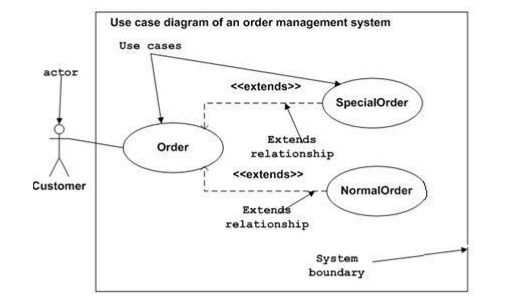 Use case diagram of an order management system
Use cases
actor
<<extends>>
SpecialOrder
Extends
relationship
Order
<<extends>>
Customer
NormalOrder
Extends
relationship
System
boundary